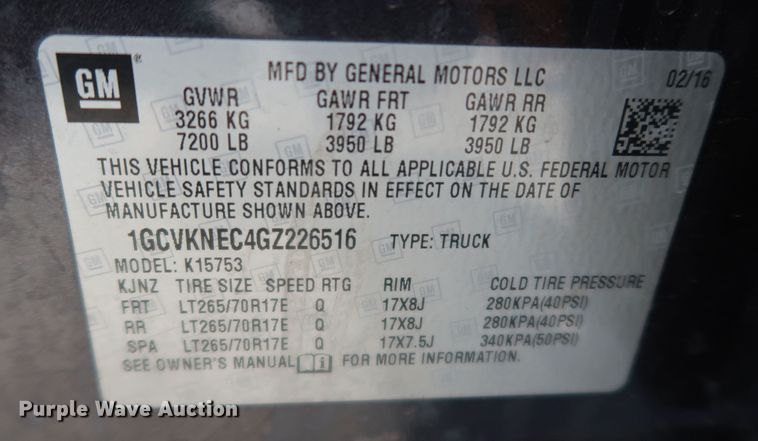 GM ®
MFD BY GENERAL MOTORS LLC 02/16
GVWR GAWR FRT GAWR RR
3266 KG 1792 KG 1792 KG
7200 LB 3950 LB 3950 LB
THIS VEHICLE CONFORMS TO ALL APPLICABLE U.S. FEDERAL MOTOR
VEHICLE SAFETY STANDARDS IN EFFECT ON THE DATE OF
MANUFACTURE SHOWN ABOVE.
1GCVKNEC4GZ226516 TYPE: TRUCK
MODEL: K15753
KJNZ TIRE SIZE SPEED RTG RIM COLD TIRE PRESSURE
FRT LT265/70R17E Q 17X8J 280KPA(40PSI)
RR LT265/70R17E Q 17X8J 280KPA(40PSI)
SPA LT265/70R17E Q 17X7.5J 340KPA(50PSI)
SEE OWNER'S MANUAL i FOR MORE INFORMATION.
Purple Wave Auction